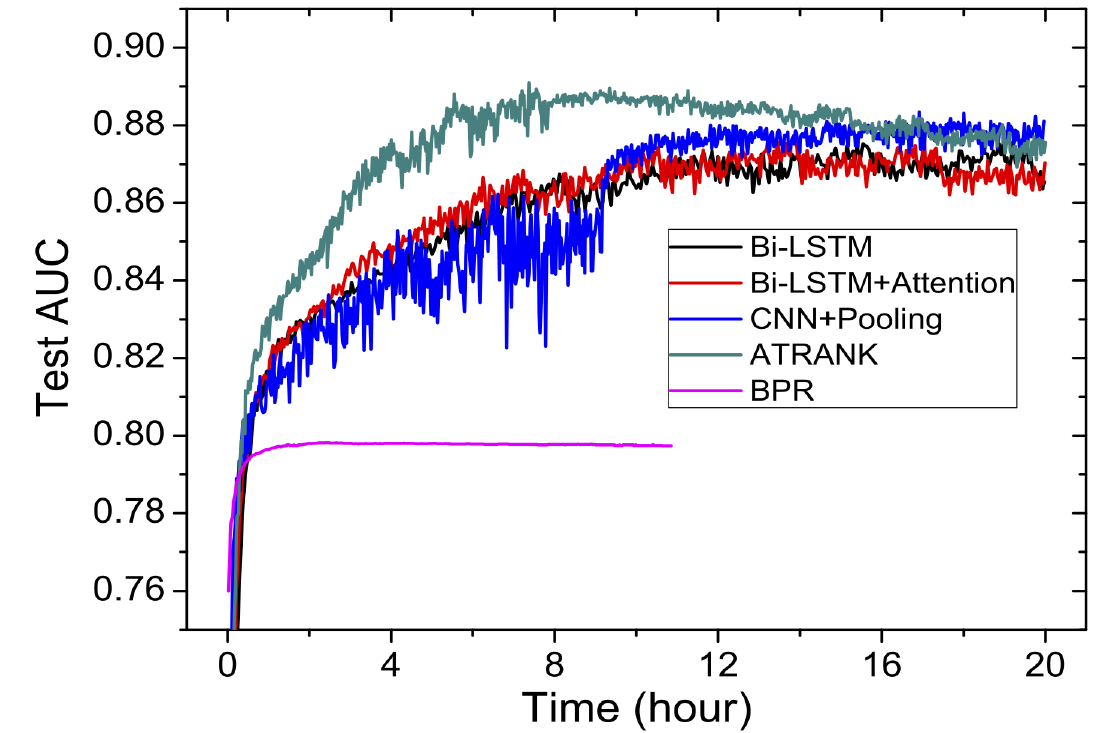 Test AUC
0.90
0.88
0.86
0.84
0.82
0.80
0.78
0.76
Bi-LSTM
Bi-LSTM+Attention
CNN+Pooling
ATRANK
BPR
0 4 8 12 16 20
Time (hour)